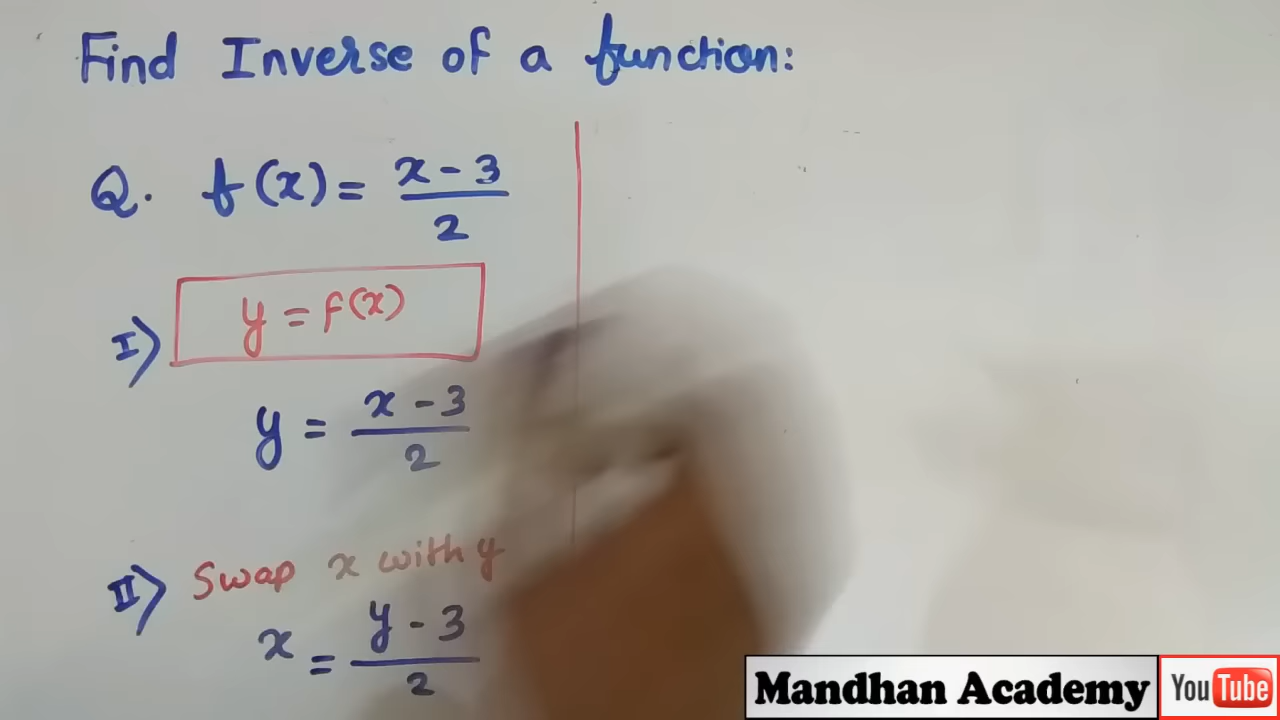 Find Inverse of a function:
Q. f(x) = x - 3 / 2
I) y = f(x)
y = x - 3 / 2
II) Swap x with y
x = y - 3 / 2
Mandhan Academy YouTube